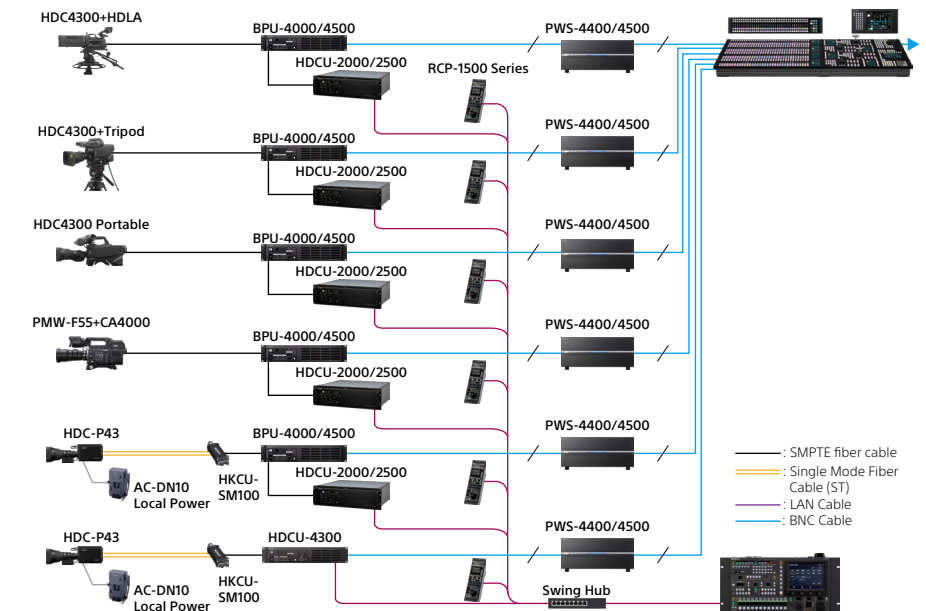 HDC4300+HDLA
BPU-4000/4500
HDCU-2000/2500
RCP-1500 Series
PWS-4400/4500
HDC4300+Tripod
BPU-4000/4500
HDCU-2000/2500
PWS-4400/4500
HDC4300 Portable
BPU-4000/4500
HDCU-2000/2500
PWS-4400/4500
PMW-F55+CA4000
BPU-4000/4500
HDCU-2000/2500
PWS-4400/4500
HDC-P43
AC-DN10
Local Power
HKCU-
SM100
BPU-4000/4500
HDCU-2000/2500
PWS-4400/4500
: SMPTE fiber cable
: Single Mode Fiber
Cable (ST)
: LAN Cable
: BNC Cable
HDC-P43
AC-DN10
Local Power
HKCU-
SM100
HDCU-4300
PWS-4400/4500
Swing Hub